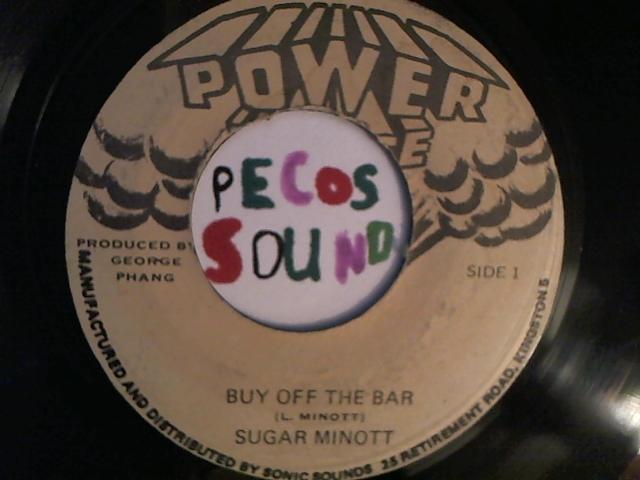 POWER
PECOS
SOUND
PRODUCED BY
GEORGE
PHANG
SIDE 1
BUY OFF THE BAR
(L. MINOTT)
SUGAR MINOTT
MANUFACTURED AND DISTRIBUTED BY SONIC SOUNDS 25 RETIREMENT ROAD, KINGSTON 5